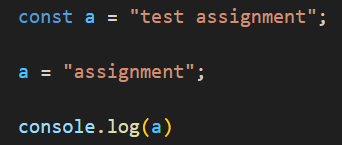 const a = "test assignment";
a = "assignment";
console.log(a)